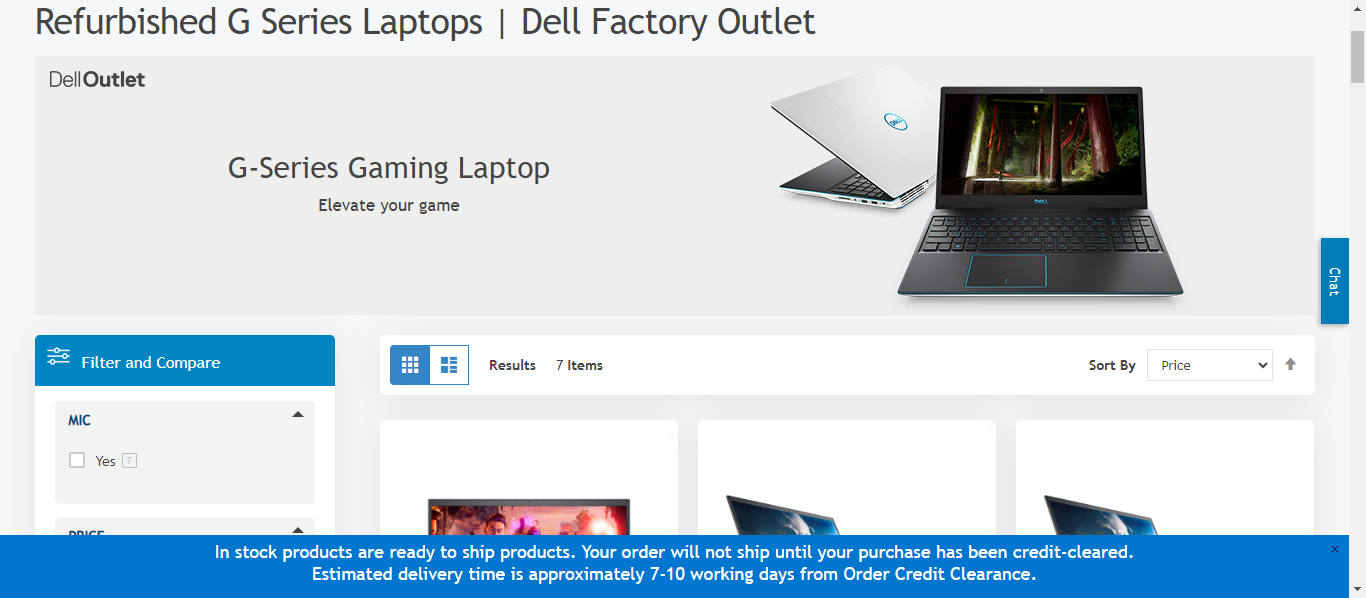 Refurbished G Series Laptops | Dell Factory Outlet
DellOutlet
G-Series Gaming Laptop
Elevate your game
DELL
DELL
Chat
Filter and Compare
Results 7 Items
Sort By Price
MIC
Yes 7
PRICE
In stock products are ready to ship products. Your order will not ship until your purchase has been credit-cleared.
Estimated delivery time is approximately 7-10 working days from Order Credit Clearance.